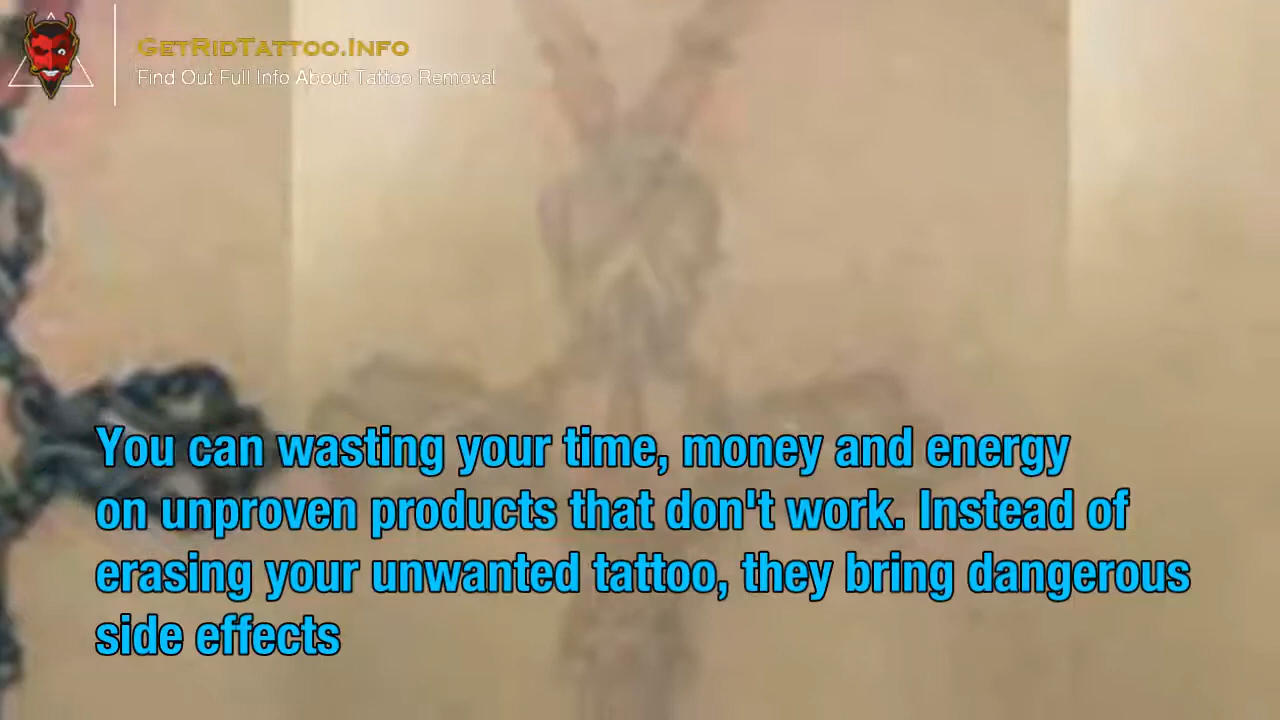 GetRidTattoo.Info
Find Out Full Info About Tattoo Removal
You can wasting your time, money and energy
on unproven products that don't work. Instead of
erasing your unwanted tattoo, they bring dangerous
side effects